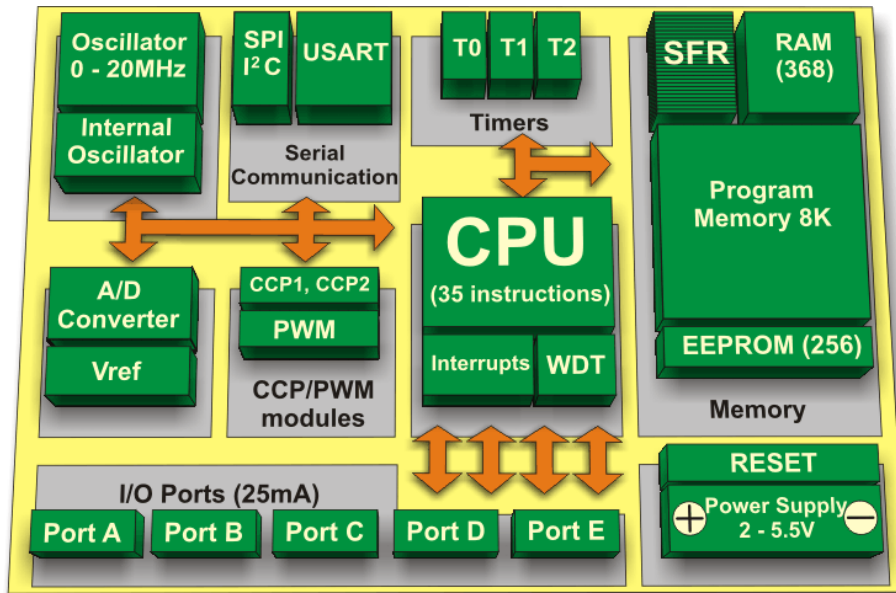 Oscillator
0 - 20MHz
Internal
Oscillator
SPI
I²C
USART
Serial
Communication
T0
T1
T2
Timers
SFR
RAM
(368)
Program
Memory 8K
EEPROM (256)
Memory
CPU
(35 instructions)
Interrupts
WDT
A/D
Converter
Vref
CCP1, CCP2
PWM
CCP/PWM
modules
I/O Ports (25mA)
Port A
Port B
Port C
Port D
Port E
RESET
Power Supply
+
2 - 5.5V
−